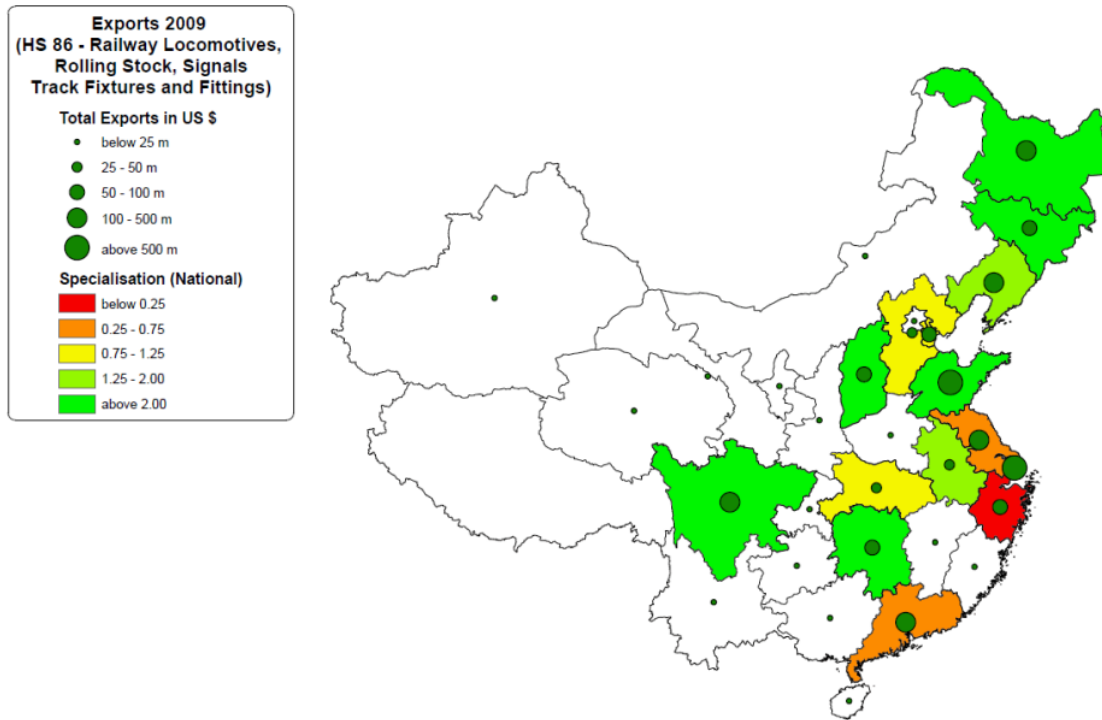 Exports 2009
(HS 86 - Railway Locomotives,
Rolling Stock, Signals
Track Fixtures and Fittings)
Total Exports in US $
below 25 m
25 - 50 m
50 - 100 m
100 - 500 m
above 500 m
Specialisation (National)
below 0.25
0.25 - 0.75
0.75 - 1.25
1.25 - 2.00
above 2.00